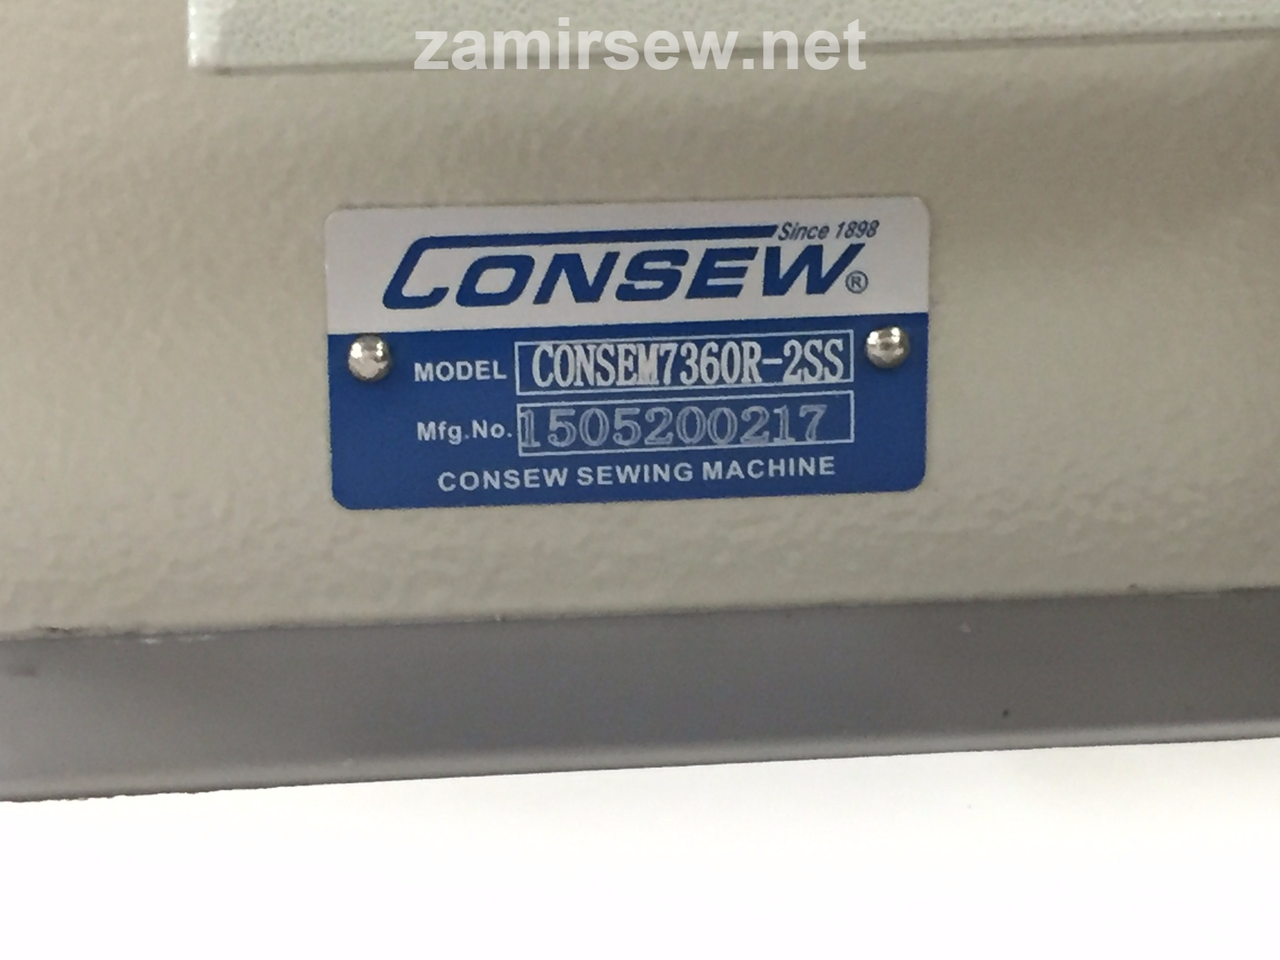 zamirsew.net
Since 1898
CONSEW®
MODEL CONSEM7360R-2SS
Mfg.No. 1505200217
CONSEW SEWING MACHINE